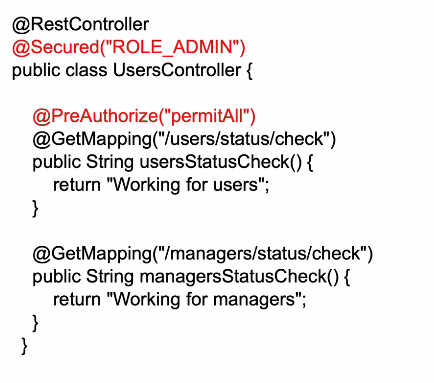 @RestController
@Secured("ROLE_ADMIN")
public class UsersController {
@PreAuthorize("permitAll")
@GetMapping("/users/status/check")
public String usersStatusCheck() {
return "Working for users";
}
@GetMapping("/managers/status/check")
public String managersStatusCheck() {
return "Working for managers";
}
}